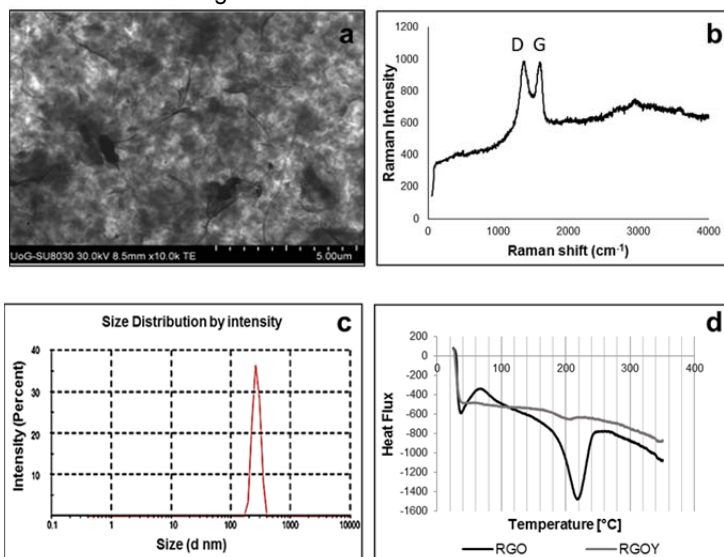 a
UoG-SU8030 30.0kV 8.5mm x10.0k TE
5.00um
b
D G
1200
1000
800
600
400
200
0
Raman Intensity
0 1000 2000 3000 4000
Raman shift (cm-1)
c
Size Distribution by intensity
40
30
20
10
Intensity (Percent)
0.1 1 10 100 1000 10000
Size (d nm)
d
200
0
-200
-400
-600
-800
-1000
-1200
-1400
-1600
Heat Flux
0 100 200 300 400
Temperature [°C]
RGO RGOY